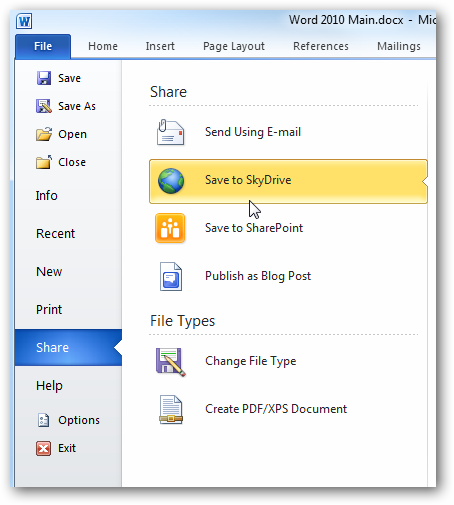 Word 2010 Main.docx - Mic
File Home Insert Page Layout References Mailings
Save
Save As
Open
Close
Info
Recent
New
Print
Share
Help
Options
Exit
Share
Send Using E-mail
Save to SkyDrive
Save to SharePoint
Publish as Blog Post
File Types
Change File Type
Create PDF/XPS Document